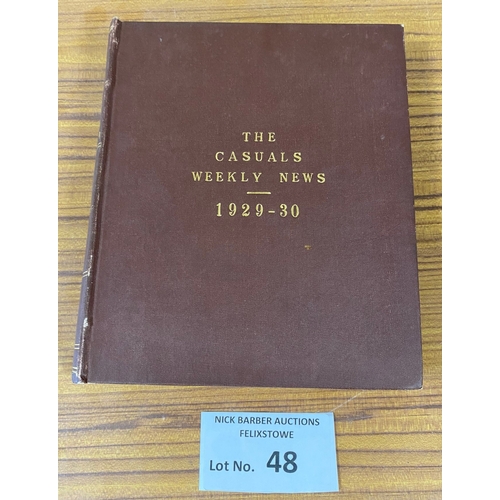 THE
CASUALS
WEEKLY NEWS
1929-30
NICK BARBER AUCTIONS
FELIXSTOWE
Lot No. 48